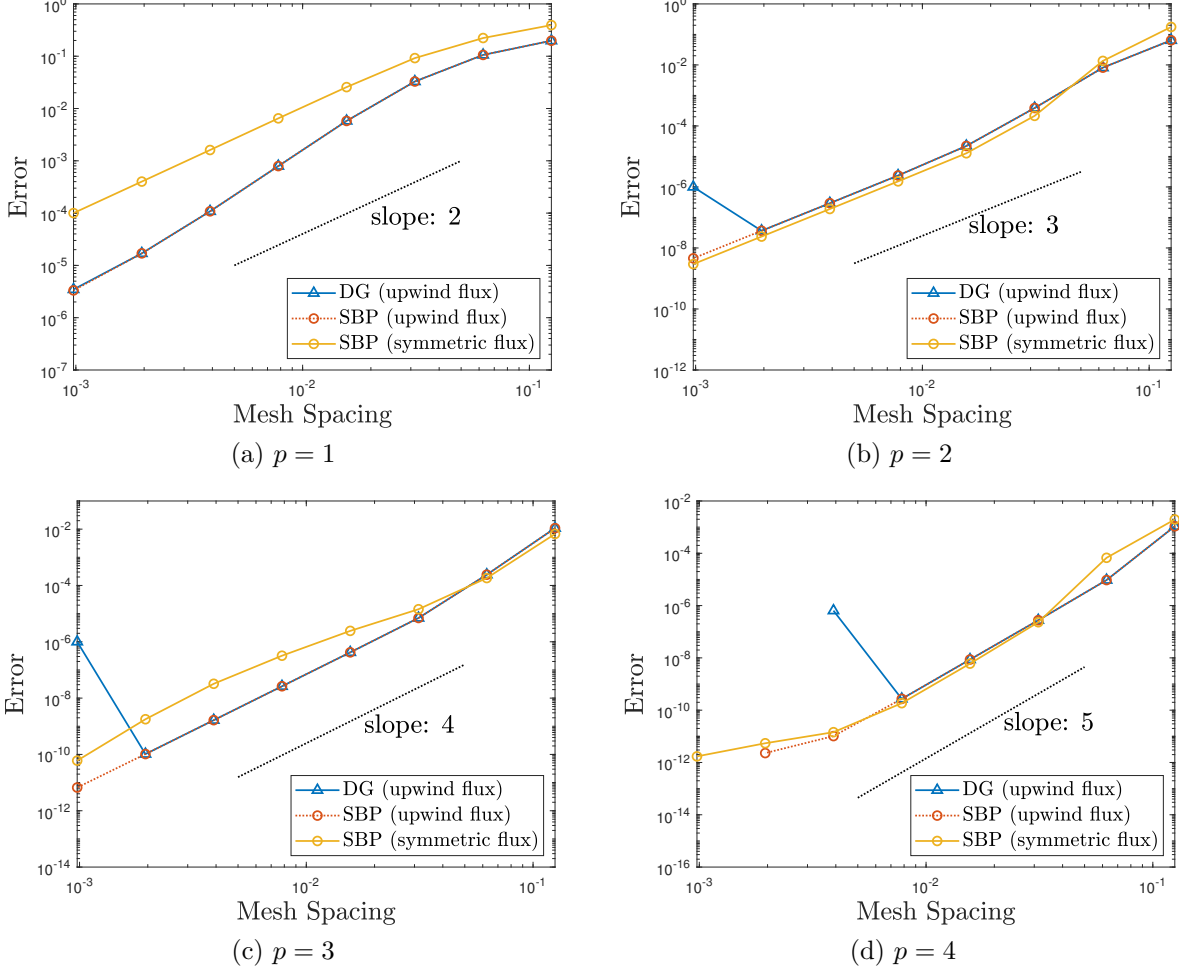 10^0
10^-1
10^-2
10^-3
10^-4
10^-5
10^-6
10^-7
Error
slope: 2
DG (upwind flux)
SBP (upwind flux)
SBP (symmetric flux)
10^-3
10^-2
10^-1
Mesh Spacing
(a) p = 1
10^0
10^-2
10^-4
10^-6
10^-8
10^-10
10^-12
Error
slope: 3
DG (upwind flux)
SBP (upwind flux)
SBP (symmetric flux)
10^-3
10^-2
10^-1
Mesh Spacing
(b) p = 2
10^-2
10^-4
10^-6
10^-8
10^-10
10^-12
10^-14
Error
slope: 4
DG (upwind flux)
SBP (upwind flux)
SBP (symmetric flux)
10^-3
10^-2
10^-1
Mesh Spacing
(c) p = 3
10^-2
10^-4
10^-6
10^-8
10^-10
10^-12
10^-14
10^-16
Error
slope: 5
DG (upwind flux)
SBP (upwind flux)
SBP (symmetric flux)
10^-3
10^-2
10^-1
Mesh Spacing
(d) p = 4